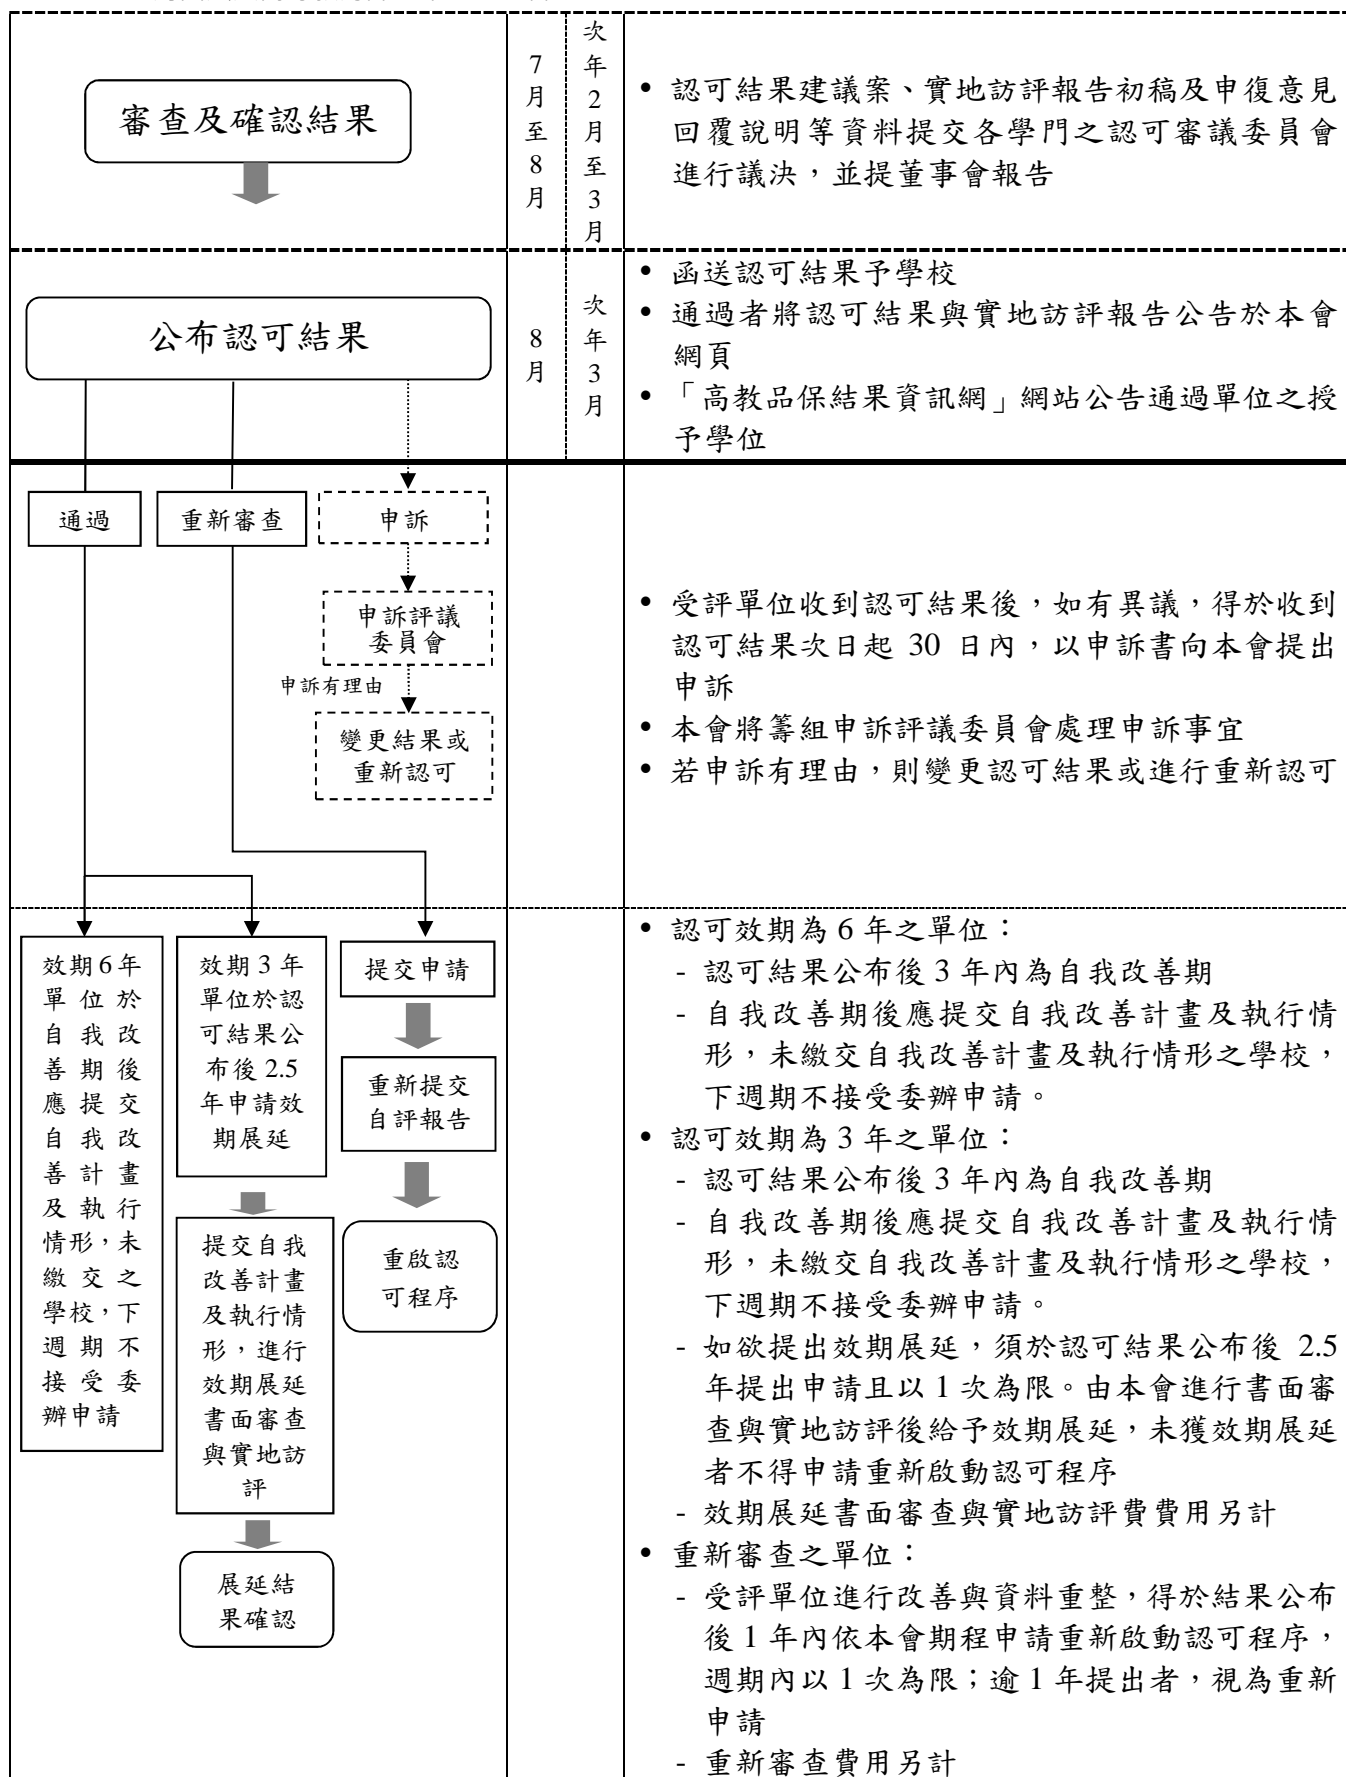 審查及確認結果
7
月
至
8
月
次
年
2
月
至
3
月
• 認可結果建議案、實地訪評報告初稿及申復意見
回覆說明等資料提交各學門之認可審議委員會
進行議決，並提董事會報告
公布認可結果
8
月
次
年
3
月
• 函送認可結果予學校
• 通過者將認可結果與實地訪評報告公告於本會
網頁
• 「高教品保結果資訊網」網站公告通過單位之授
予學位
通過
重新審查
申訴
申訴評議
委員會
申訴有理由
變更結果或
重新認可
• 受評單位收到認可結果後，如有異議，得於收到
認可結果次日起 30 日內，以申訴書向本會提出
申訴
• 本會將籌組申訴評議委員會處理申訴事宜
• 若申訴有理由，則變更認可結果或進行重新認可
效期 6 年
單位於
自我改
善期後
應提交
自我改
善計畫
及執行
情形，未
繳交之
學校，下
週期不
接受委
辦申請
效期 3 年
單位於認
可結果公
布後 2.5
年申請效
期展延
提交自我
改善計畫
及執行情
形，進行
效期展延
書面審查
與實地訪
評
展延結
果確認
提交申請
重新提交
自評報告
重啟認
可程序
• 認可效期為 6 年之單位：
- 認可結果公布後 3 年內為自我改善期
- 自我改善期後應提交自我改善計畫及執行情
形，未繳交自我改善計畫及執行情形之學校，
下週期不接受委辦申請。
• 認可效期為 3 年之單位：
- 認可結果公布後 3 年內為自我改善期
- 自我改善期後應提交自我改善計畫及執行情
形，未繳交自我改善計畫及執行情形之學校，
下週期不接受委辦申請。
- 如欲提出效期展延，須於認可結果公布後 2.5
年提出申請且以 1 次為限。由本會進行書面審
查與實地訪評後給予效期展延，未獲效期展延
者不得申請重新啟動認可程序
- 效期展延書面審查與實地訪評費費用另計
• 重新審查之單位：
- 受評單位進行改善與資料重整，得於結果公布
後 1 年內依本會期程申請重新啟動認可程序，
週期內以 1 次為限；逾 1 年提出者，視為重新
申請
- 重新審查費用另計